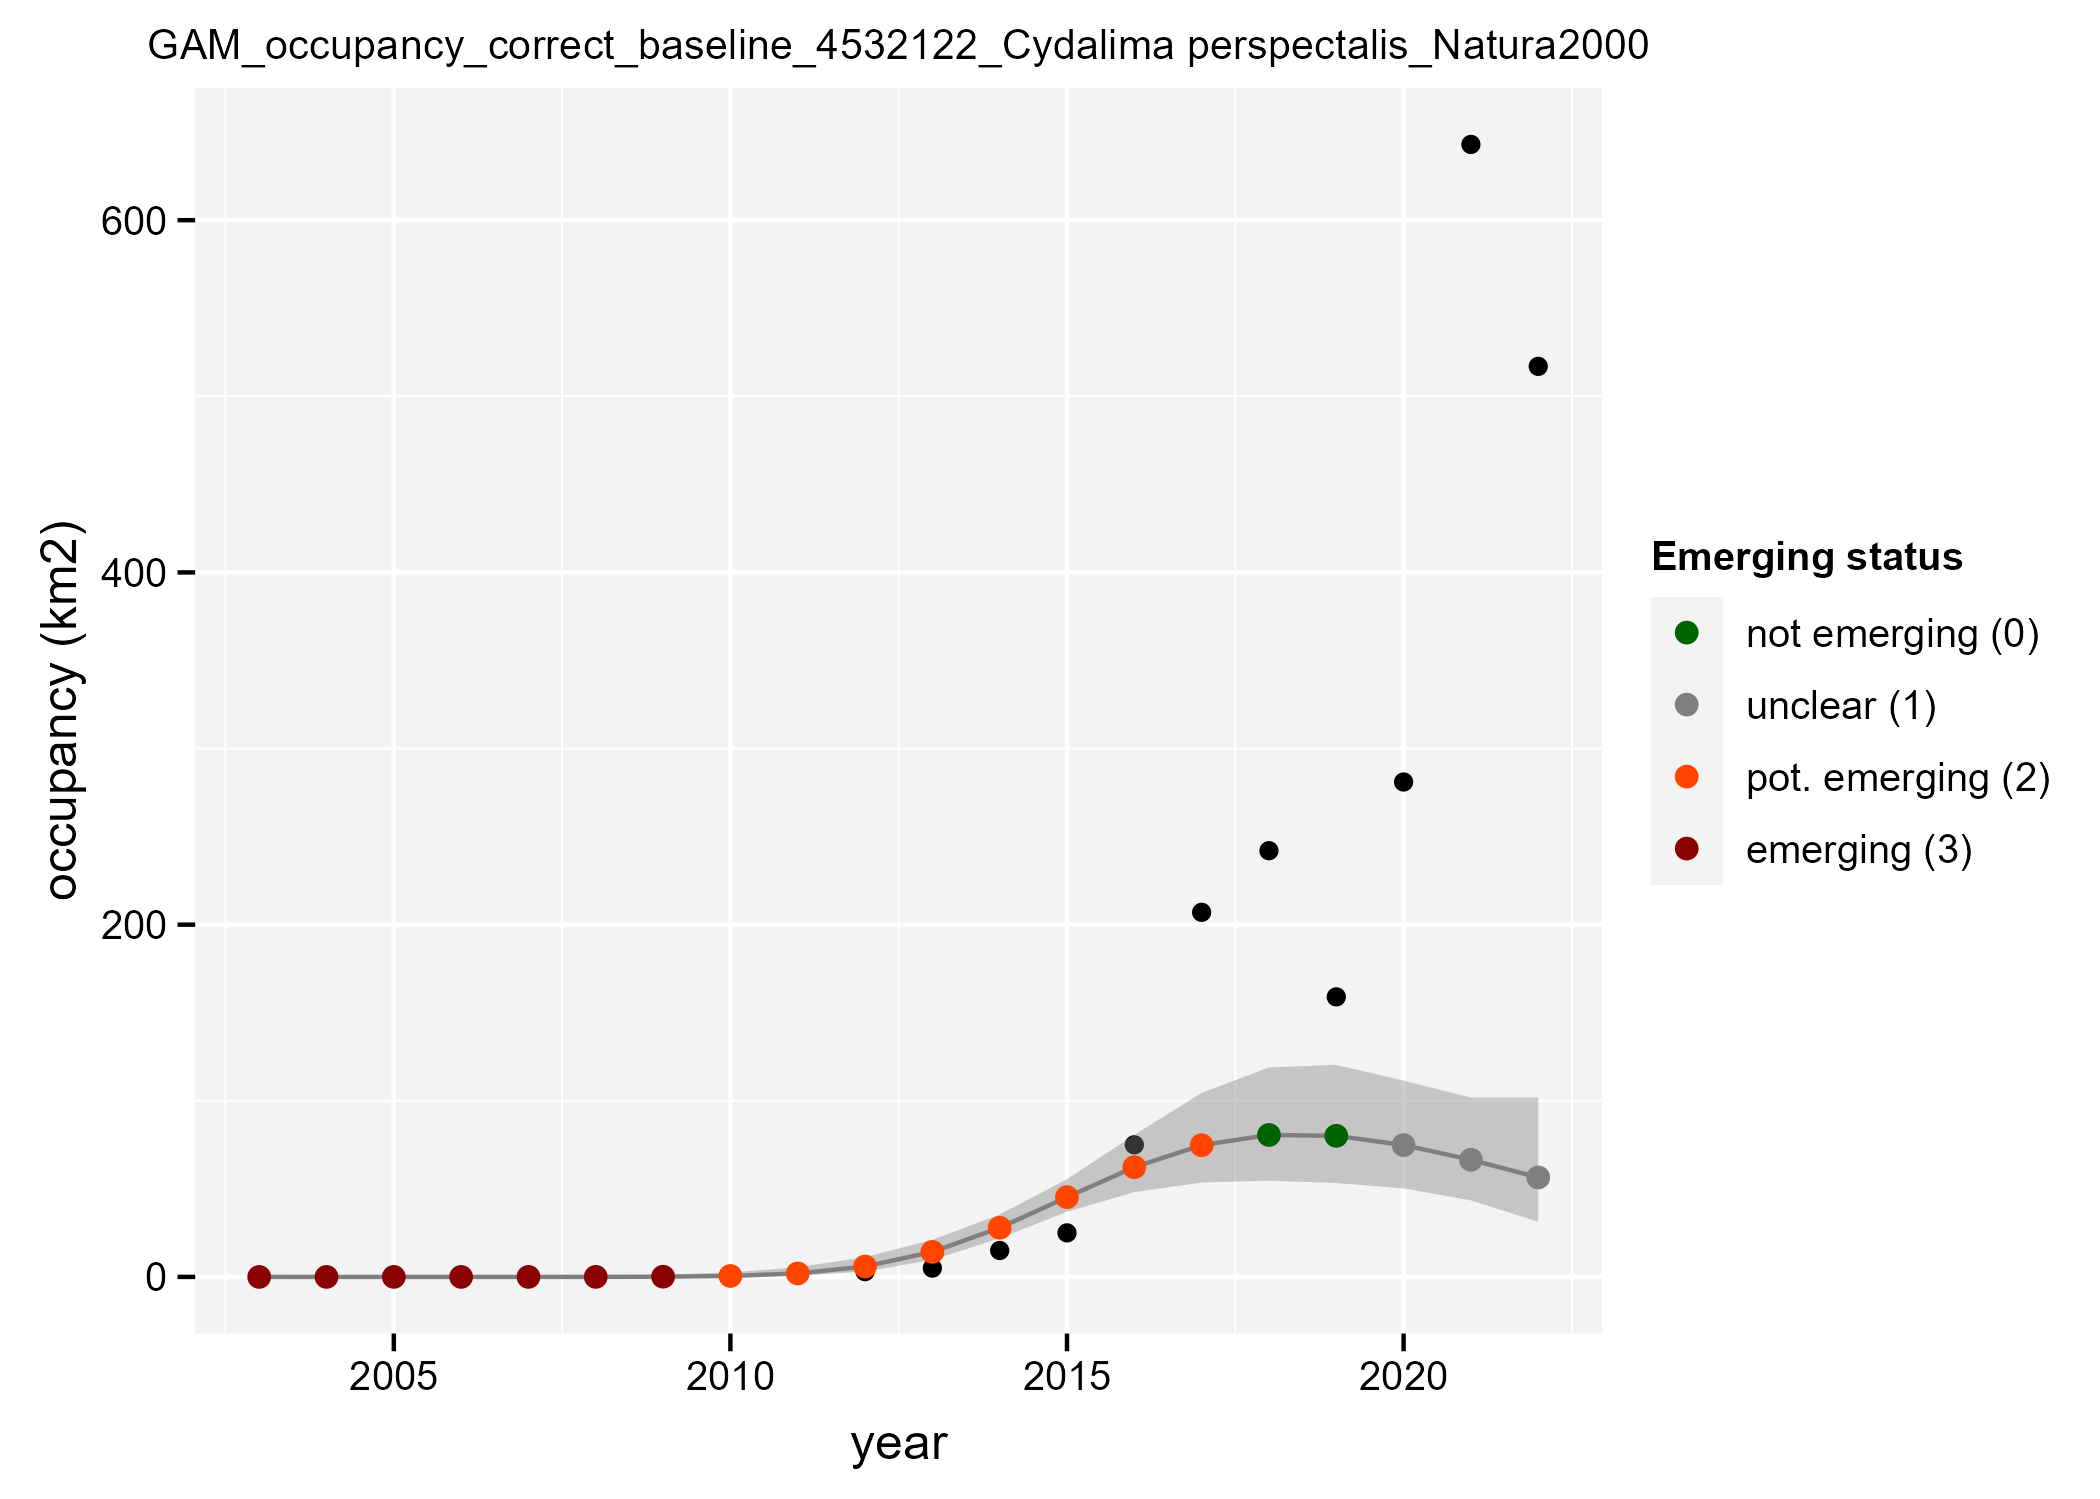 GAM_occupancy_correct_baseline_4532122_Cydalima perspectalis_Natura2000
600
400
200
0
occupancy (km2)
2005
2010
2015
2020
year
Emerging status
not emerging (0)
unclear (1)
pot. emerging (2)
emerging (3)